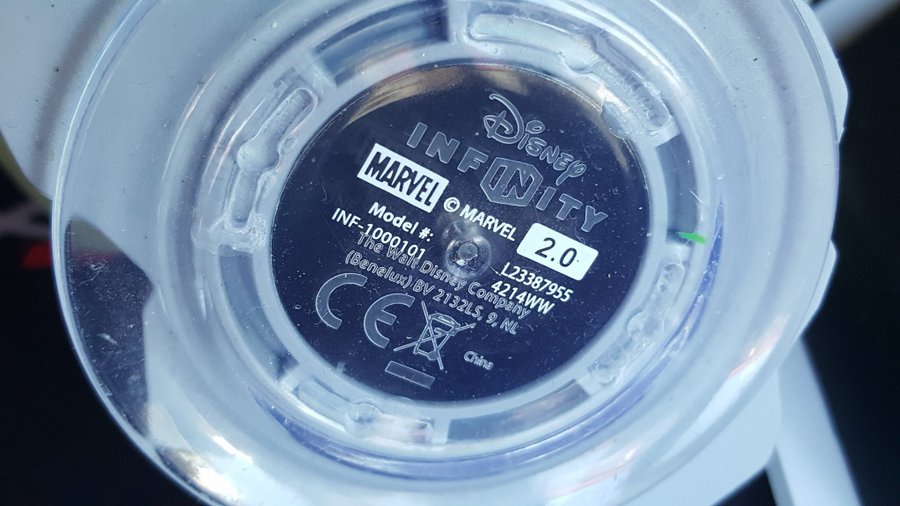 Disney
INFINITY
MARVEL
© MARVEL
2.0
Model #:
INF-1000101
L23387955
4214WW
The Walt Disney Company
(Benelux) BV 2132LS, 9, NL
CE
China